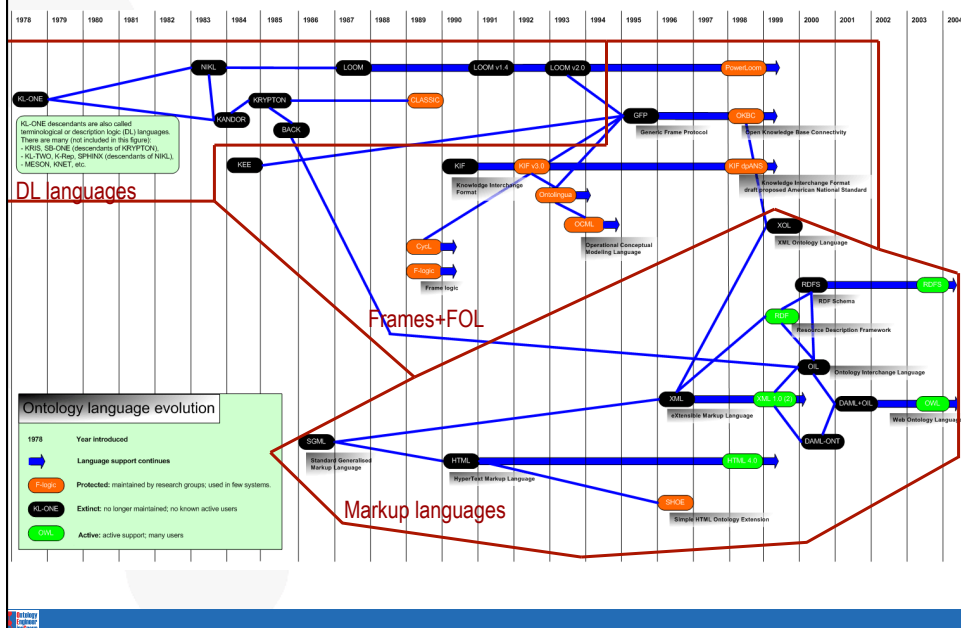 1978 1979 1980 1981 1982 1983 1984 1985 1986 1987 1988 1989 1990 1991 1992 1993 1994 1995 1996 1997 1998 1999 2000 2001 2002 2003 2004
NIKL
LOOM
LOOM v1.4
LOOM v2.0
PowerLoom
KL-ONE
KRYPTON
CLASSIC
KANDOR
BACK
GFP
OKBC
Generic Frame Protocol
Open Knowledge Base Connectivity
KL-ONE descendants are also called
terminological or description logic (DL) languages.
There are many (not included in this figure):
- KRIS, SB-ONE (descendants of KRYPTON),
- KL-TWO, K-Rep, SPHINX (descendants of NIKL),
- MESON, KNET, etc.
KEE
KIF
KIF v3.0
KIF dpANS
Knowledge Interchange
Format
Knowledge Interchange Format
draft proposed American National Standard
DL languages
Ontolingua
OCML
Operational Conceptual
Modeling Language
XOL
XML Ontology Language
CycL
F-logic
Frame logic
RDFS
RDFS
RDF Schema
Frames+FOL
RDF
Resource Description Framework
OIL
Ontology Interchange Language
XML
XML 1.0 (2)
eXtensible Markup Language
DAML+OIL
OWL
Web Ontology Language
Ontology language evolution
1978 Year introduced
Language support continues
F-logic Protected: maintained by research groups; used in few systems.
KL-ONE Extinct: no longer maintained; no known active users
OWL Active: active support; many users
SGML
Standard Generalised
Markup Language
DAML-ONT
HTML
HTML 4.0
HyperText Markup Language
SHOE
Simple HTML Ontology Extension
Markup languages
Ontology
Engineer